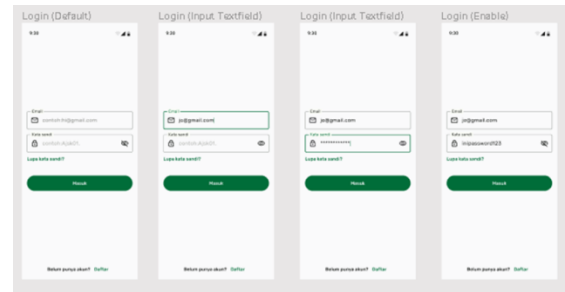 Login (Default)
9:30
Email
contoh:fa@gmail.com
Kata sandi
contoh:Ajak01.
Lupa kata sandi?
Masuk
Belum punya akun? Daftar
Login (Input Textfield)
9:30
Email
jo@gmail.com
Kata sandi
contoh:Ajak01.
Lupa kata sandi?
Masuk
Belum punya akun? Daftar
Login (Input Textfield)
9:30
Email
jo@gmail.com
Kata sandi
***********
Lupa kata sandi?
Masuk
Belum punya akun? Daftar
Login (Enable)
9:30
Email
jo@gmail.com
Kata sandi
inipassword123
Lupa kata sandi?
Masuk
Belum punya akun? Daftar